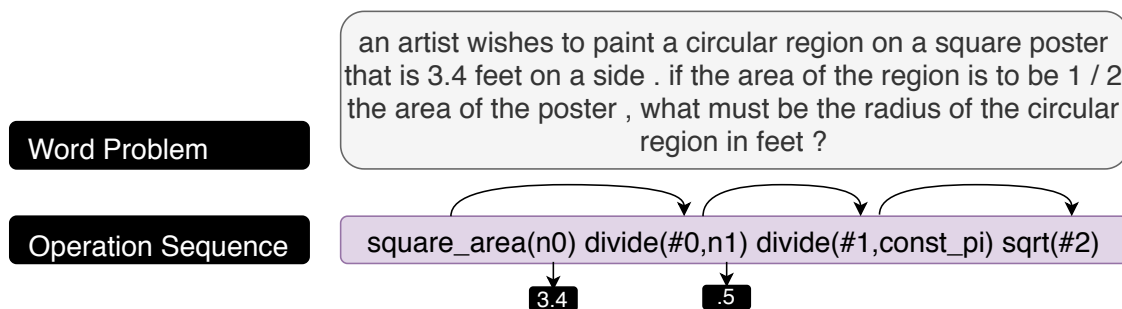 an artist wishes to paint a circular region on a square poster
that is 3.4 feet on a side . if the area of the region is to be 1 / 2
the area of the poster , what must be the radius of the circular
region in feet ?
Word Problem
Operation Sequence
square_area(n0) divide(#0,n1) divide(#1,const_pi) sqrt(#2)
3.4
.5